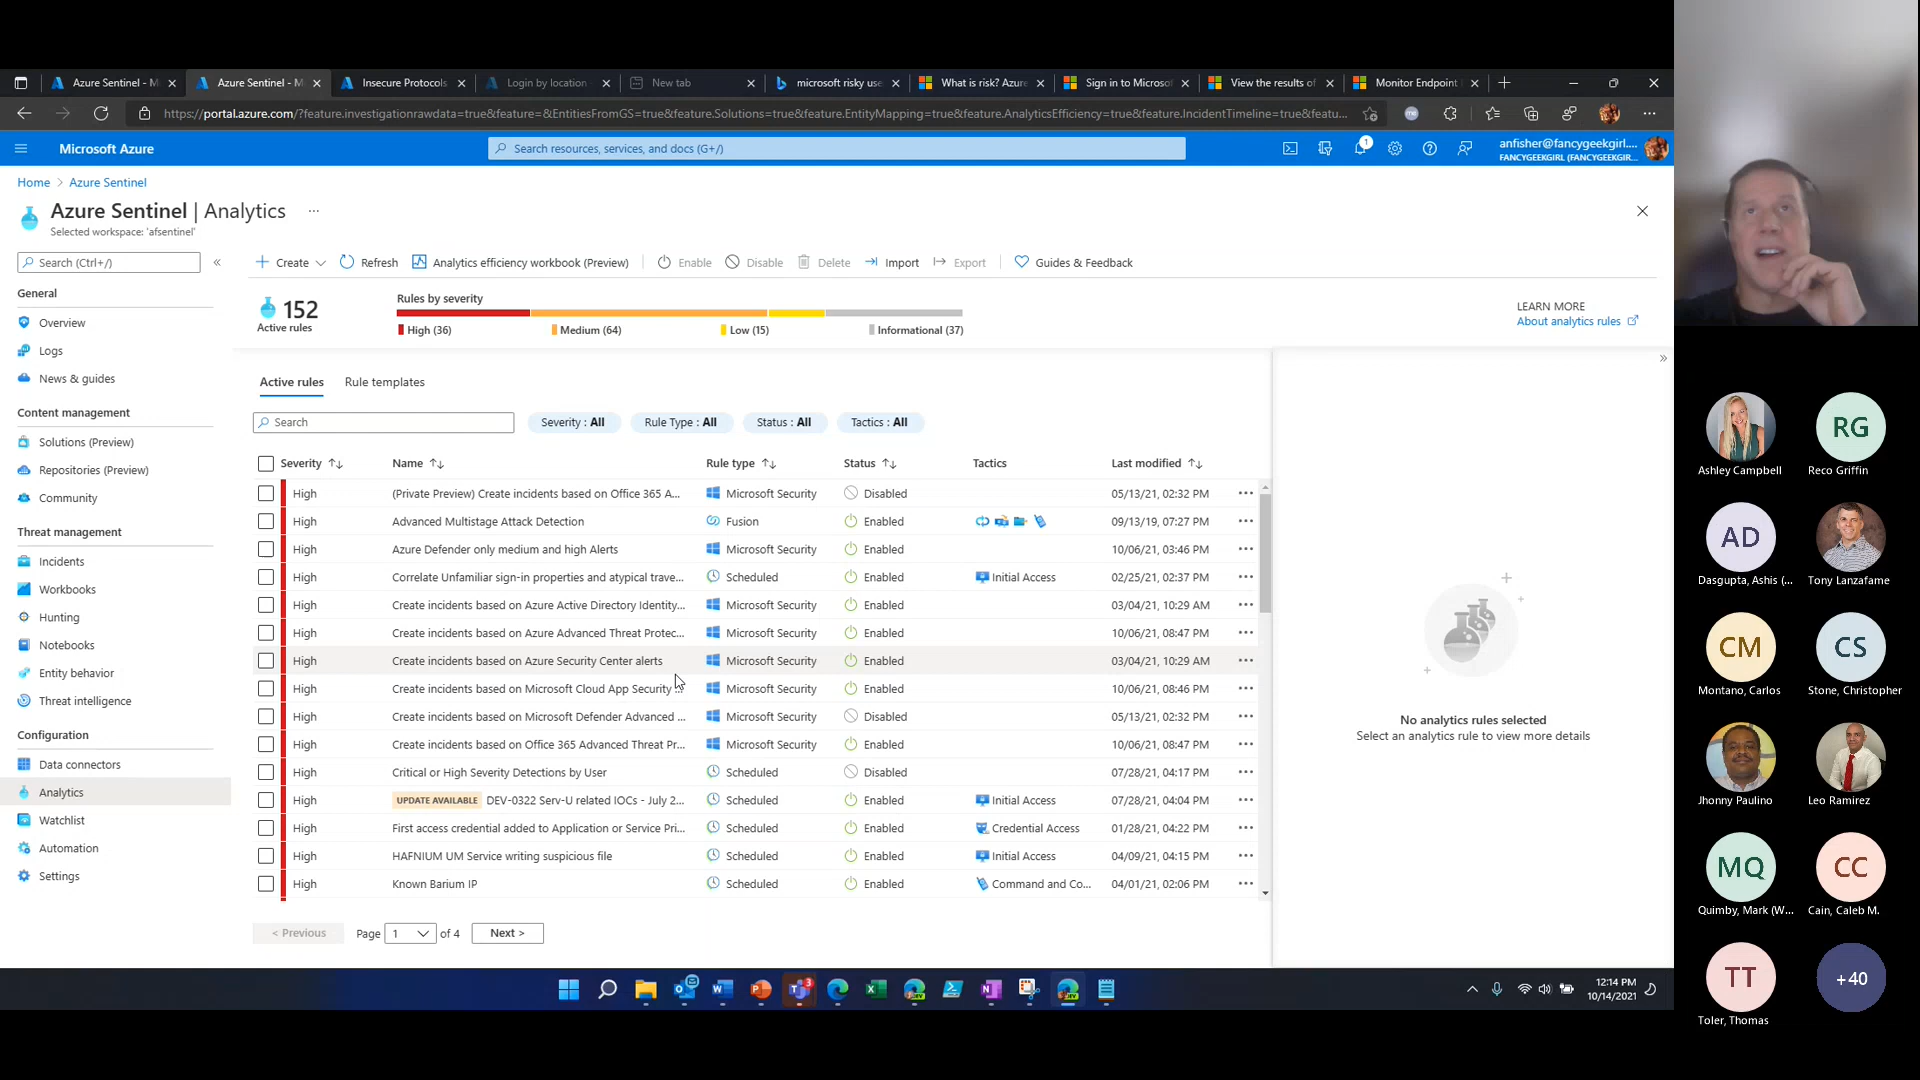 Azure Sentinel - M
Azure Sentinel - M
Insecure Protocols
Login by location -
New tab
microsoft risky use
What is risk? Azure
Sign in to Microsof
View the results of
Monitor Endpoint
https://portal.azure.com/?feature.investigationrawdata=true&feature=&EntitiesFromGS=true&feature.Solutions=true&feature.EntityMapping=true&feature.AnalyticsEfficiency=true&feature.IncidentTimeline=true&featu...
Microsoft Azure
Search resources, services, and docs (G+/)
1
anfisher@fancygeekgirl....
FANCYGEEKGIRL (FANCYGEEKGIR...
Home > Azure Sentinel
Azure Sentinel | Analytics ...
Selected workspace: 'afsentinel'
Search (Ctrl+/)
«
General
Overview
Logs
News & guides
Content management
Solutions (Preview)
Repositories (Preview)
Community
Threat management
Incidents
Workbooks
Hunting
Notebooks
Entity behavior
Threat intelligence
Configuration
Data connectors
Analytics
Watchlist
Automation
Settings
Create
Refresh
Analytics efficiency workbook (Preview)
Enable
Disable
Delete
Import
Export
Guides & Feedback
152
Active rules
Rules by severity
High (36)
Medium (64)
Low (15)
Informational (37)
LEARN MORE
About analytics rules
Active rules
Rule templates
Search
Severity : All
Rule Type : All
Status : All
Tactics : All
Severity Name Rule type Status Tactics Last modified
High (Private Preview) Create incidents based on Office 365 A... Microsoft Security Disabled 05/13/21, 02:32 PM
High Advanced Multistage Attack Detection Fusion Enabled 09/13/19, 07:27 PM
High Azure Defender only medium and high Alerts Microsoft Security Enabled 10/06/21, 03:46 PM
High Correlate Unfamiliar sign-in properties and atypical trave... Scheduled Enabled Initial Access 02/25/21, 02:37 PM
High Create incidents based on Azure Active Directory Identity... Microsoft Security Enabled 03/04/21, 10:29 AM
High Create incidents based on Azure Advanced Threat Protec... Microsoft Security Enabled 10/06/21, 08:47 PM
High Create incidents based on Azure Security Center alerts Microsoft Security Enabled 03/04/21, 10:29 AM
High Create incidents based on Microsoft Cloud App Security ... Microsoft Security Enabled 10/06/21, 08:46 PM
High Create incidents based on Microsoft Defender Advanced ... Microsoft Security Disabled 05/13/21, 02:32 PM
High Create incidents based on Office 365 Advanced Threat Pr... Microsoft Security Enabled 10/06/21, 08:47 PM
High Critical or High Severity Detections by User Scheduled Disabled 07/28/21, 04:17 PM
High UPDATE AVAILABLE DEV-0322 Serv-U related IOCs - July 2... Scheduled Enabled Initial Access 07/28/21, 04:04 PM
High First access credential added to Application or Service Pri... Scheduled Enabled Credential Access 01/28/21, 04:22 PM
High HAFNIUM UM Service writing suspicious file Scheduled Enabled Initial Access 04/09/21, 04:15 PM
High Known Barium IP Scheduled Enabled Command and Co... 04/01/21, 02:06 PM
< Previous Page 1 of 4 Next >
»
No analytics rules selected
Select an analytics rule to view more details
12:14 PM
10/14/2021
Ashley Campbell
RG
Reco Griffin
AD
Dasgupta, Ashis (...
Tony Lanzafame
CM
Montano, Carlos
CS
Stone, Christopher
Jhonny Paulino
Leo Ramirez
MQ
Quimby, Mark (W...
CC
Cain, Caleb M.
TT
Toler, Thomas
+40